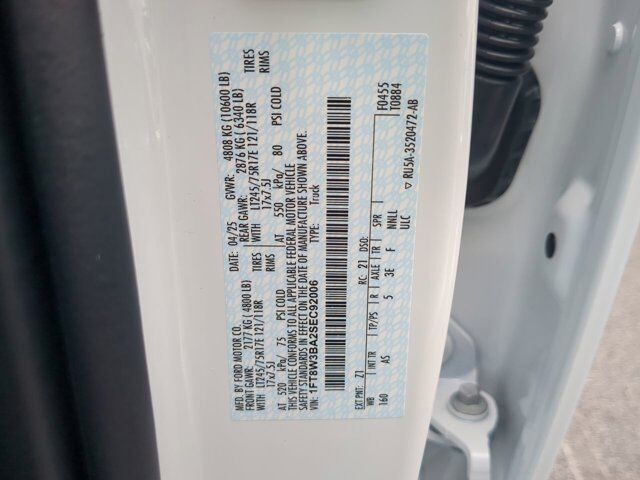 MFD. BY FORD MOTOR CO.
DATE: 04/25 GVWR: 4808 KG (10600 LB)
FRONT GAWR: 2177 KG (4800 LB) REAR GAWR: 2876 KG (6340 LB)
WITH LT245/75R17E 121/118R TIRES WITH LT245/75R17E 121/118R TIRES
17x7.5J RIMS 17x7.5J RIMS
AT 520 kPa/ 75 PSI COLD AT 550 kPa/ 80 PSI COLD
THIS VEHICLE CONFORMS TO ALL APPLICABLE FEDERAL MOTOR VEHICLE
SAFETY STANDARDS IN EFFECT ON THE DATE OF MANUFACTURE SHOWN ABOVE.
VIN: 1FT8W3BA2SEC92006
TYPE: Truck
F0455
T0884
EXT PNT: Z1 RC: 21 DSO:
WB INT TR TP/PS R AXLE TR SPR
160 AS 5 3E F NNLL
ULC
▽ RU5A-3520472-AB